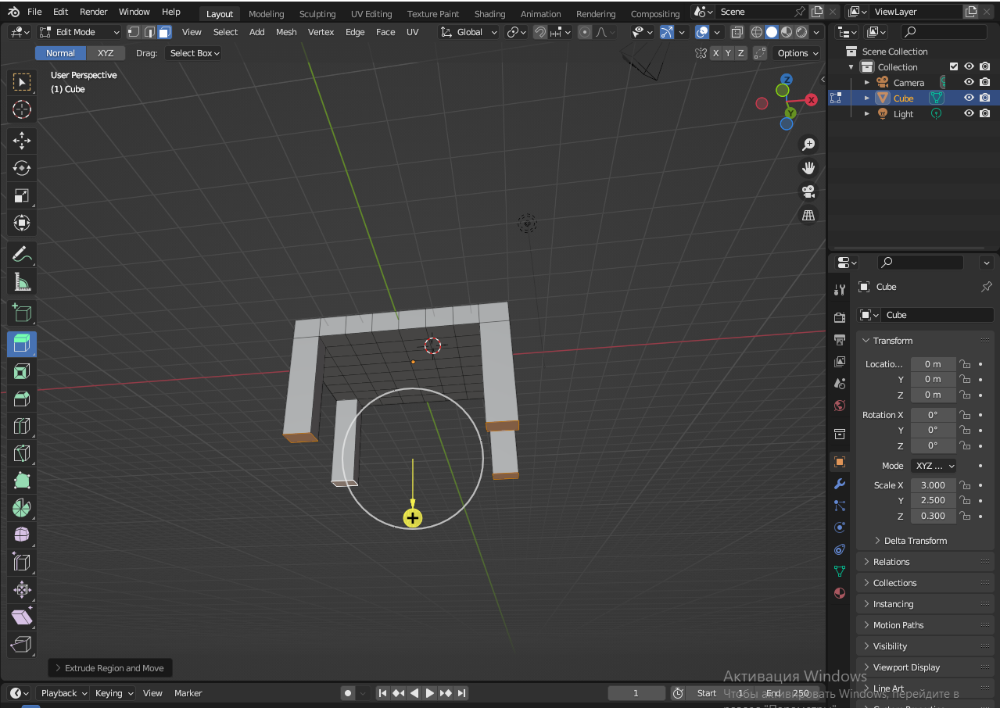 File Edit Render Window Help Layout Modeling Sculpting UV Editing Texture Paint Shading Animation Rendering Compositing Scene ViewLayer
Edit Mode View Select Add Mesh Vertex Edge Face UV Global
Normal XYZ Drag: Select Box X Y Z Options
User Perspective
(1) Cube
Z
X
Y
Scene Collection
Collection
Camera
Cube
Light
Cube
Cube
Transform
Locatio... 0 m
Y 0 m
Z 0 m
Rotation X 0°
Y 0°
Z 0°
Mode XYZ ...
Scale X 3.000
Y 2.500
Z 0.300
Delta Transform
Relations
Collections
Instancing
Motion Paths
Visibility
Viewport Display
Line Art
Extrude Region and Move
Playback Keying View Marker 1 Start 1 End 250
Активация Windows
Чтобы активировать Windows, перейдите в
раздел "Параметры".